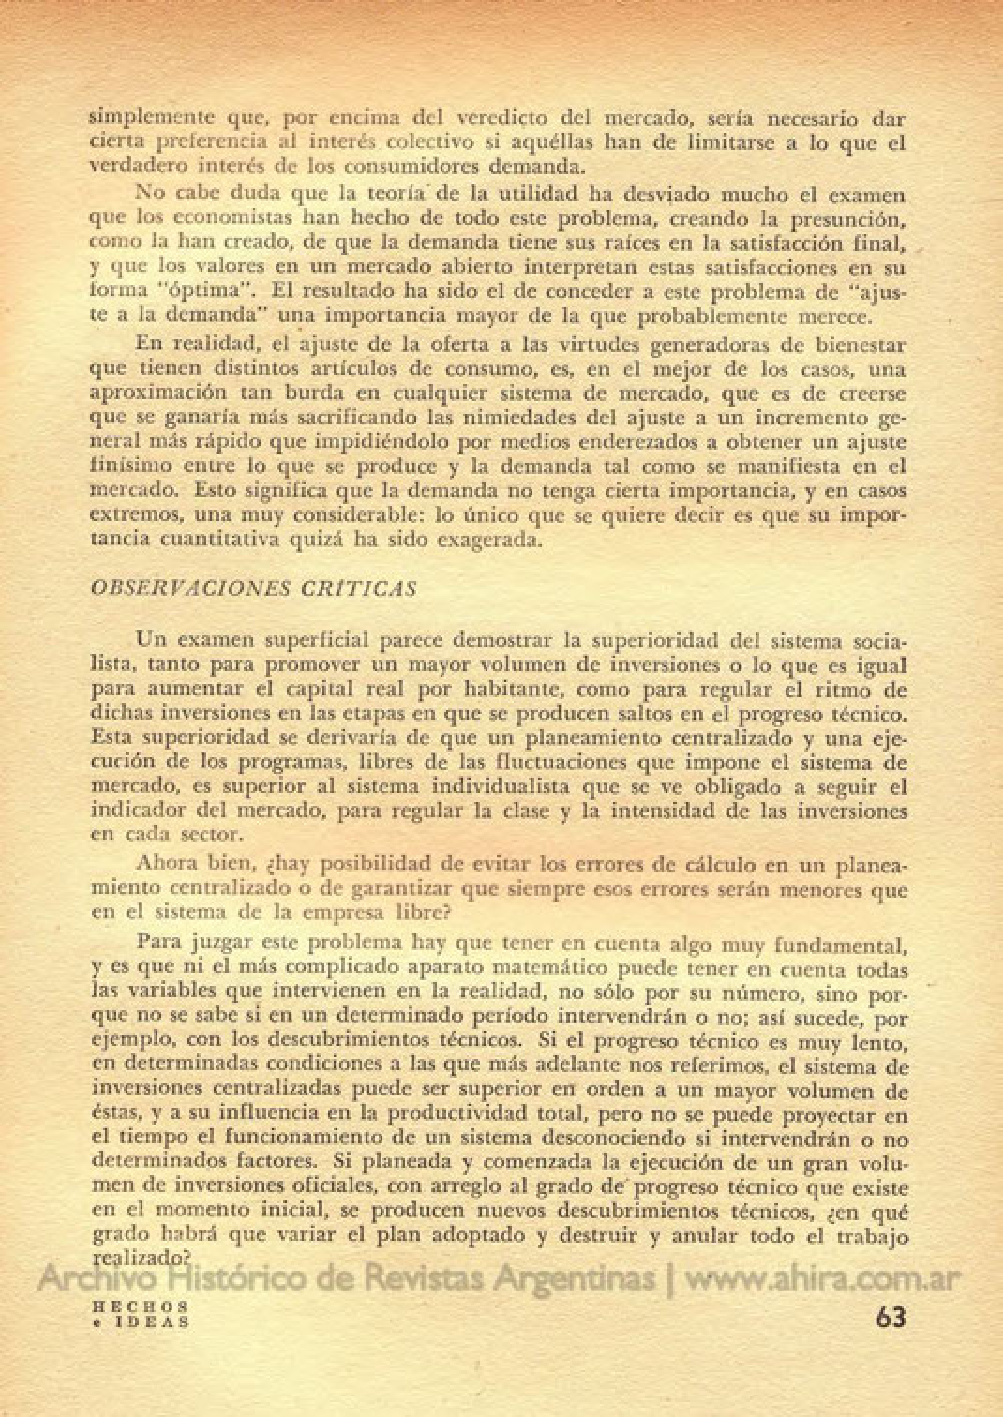 simplemente que, por encima del veredicto del mercado, sería necesario dar
cierta preferencia al interés colectivo si aquéllas han de limitarse a lo que el
verdadero interés de los consumidores demanda.
No cabe duda que la teoría de la utilidad ha desviado mucho el examen
que los economistas han hecho de todo este problema, creando la presunción,
como la han creado, de que la demanda tiene sus raíces en la satisfacción final,
y que los valores en un mercado abierto interpretan estas satisfacciones en su
forma "óptima". El resultado ha sido el de conceder a este problema de "ajus-
te a la demanda" una importancia mayor de la que probablemente merece.
En realidad, el ajuste de la oferta a las virtudes generadoras de bienestar
que tienen distintos artículos de consumo, es, en el mejor de los casos, una
aproximación tan burda en cualquier sistema de mercado, que es de creerse
que se ganaría más sacrificando las nimiedades del ajuste a un incremento ge-
neral más rápido que impidiéndolo por medios enderezados a obtener un ajuste
finísimo entre lo que se produce y la demanda tal como se manifiesta en el
mercado. Esto significa que la demanda no tenga cierta importancia, y en casos
extremos, una muy considerable: lo único que se quiere decir es que su impor-
tancia cuantitativa quizá ha sido exagerada.
OBSERVACIONES CRÍTICAS
Un examen superficial parece demostrar la superioridad del sistema socia-
lista, tanto para promover un mayor volumen de inversiones o lo que es igual
para aumentar el capital real por habitante, como para regular el ritmo de
dichas inversiones en las etapas en que se producen saltos en el progreso técnico.
Esta superioridad se derivaría de que un planeamiento centralizado y una eje-
cución de los programas, libres de las fluctuaciones que impone el sistema de
mercado, es superior al sistema individualista que se ve obligado a seguir el
indicador del mercado, para regular la clase y la intensidad de las inversiones
en cada sector.
Ahora bien, ¿hay posibilidad de evitar los errores de cálculo en un planea-
miento centralizado o de garantizar que siempre esos errores serán menores que
en el sistema de la empresa libre?
Para juzgar este problema hay que tener en cuenta algo muy fundamental,
y es que ni el más complicado aparato matemático puede tener en cuenta todas
las variables que intervienen en la realidad, no sólo por su número, sino por-
que no se sabe si en un determinado período intervendrán o no; así sucede, por
ejemplo, con los descubrimientos técnicos. Si el progreso técnico es muy lento,
en determinadas condiciones a las que más adelante nos referimos, el sistema de
inversiones centralizadas puede ser superior en orden a un mayor volumen de
éstas, y a su influencia en la productividad total, pero no se puede proyectar en
el tiempo el funcionamiento de un sistema desconociendo si intervendrán o no
determinados factores. Si planeada y comenzada la ejecución de un gran volu-
men de inversiones oficiales, con arreglo al grado de progreso técnico que existe
en el momento inicial, se producen nuevos descubrimientos técnicos, ¿en qué
grado habrá que variar el plan adoptado y destruir y anular todo el trabajo
realizado?
Archivo Histórico de Revistas Argentinas | www.ahira.com.ar
HECHOS
e IDEAS
63